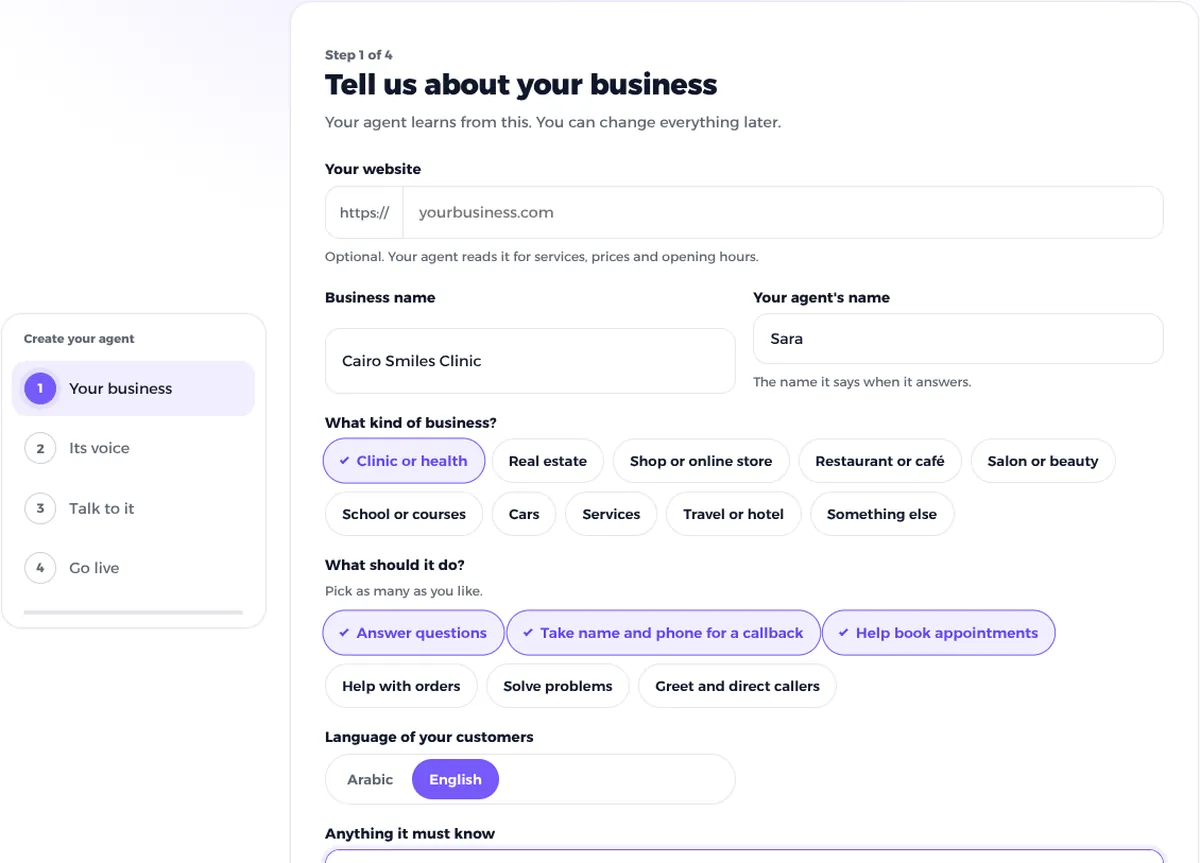 Step 1 of 4
Tell us about your business
Your agent learns from this. You can change everything later.
Your website
https:// yourbusiness.com
Optional. Your agent reads it for services, prices and opening hours.
Business name
Cairo Smiles Clinic
Your agent's name
Sara
The name it says when it answers.
Create your agent
1 Your business
2 Its voice
3 Talk to it
4 Go live
What kind of business?
✓ Clinic or health Real estate Shop or online store Restaurant or café Salon or beauty
School or courses Cars Services Travel or hotel Something else
What should it do?
Pick as many as you like.
✓ Answer questions ✓ Take name and phone for a callback ✓ Help book appointments
Help with orders Solve problems Greet and direct callers
Language of your customers
Arabic English
Anything it must know